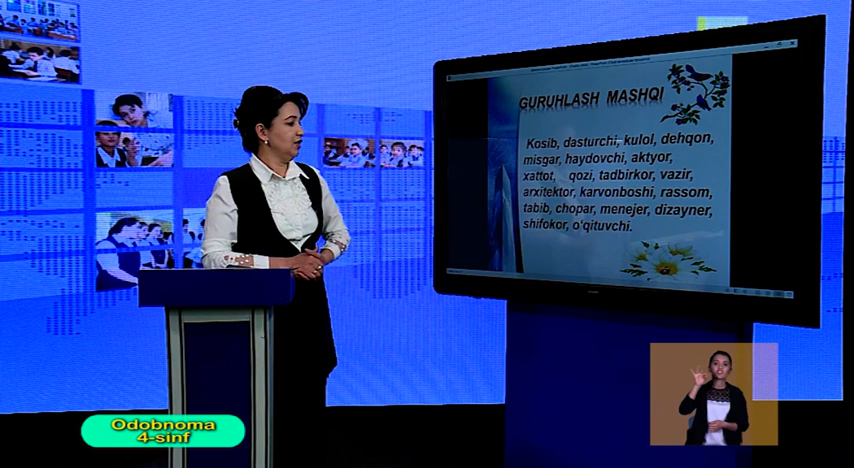 GURUHLASH MASHQI
Kosib, dasturchi, kulol, dehqon,
misgar, haydovchi, aktyor,
xattot, qozi, tadbirkor, vazir,
arxitektor, karvonboshi, rassom,
tabib, chopar, menejer, dizayner,
shifokor, o'qituvchi.
Odobnoma
4-sinf